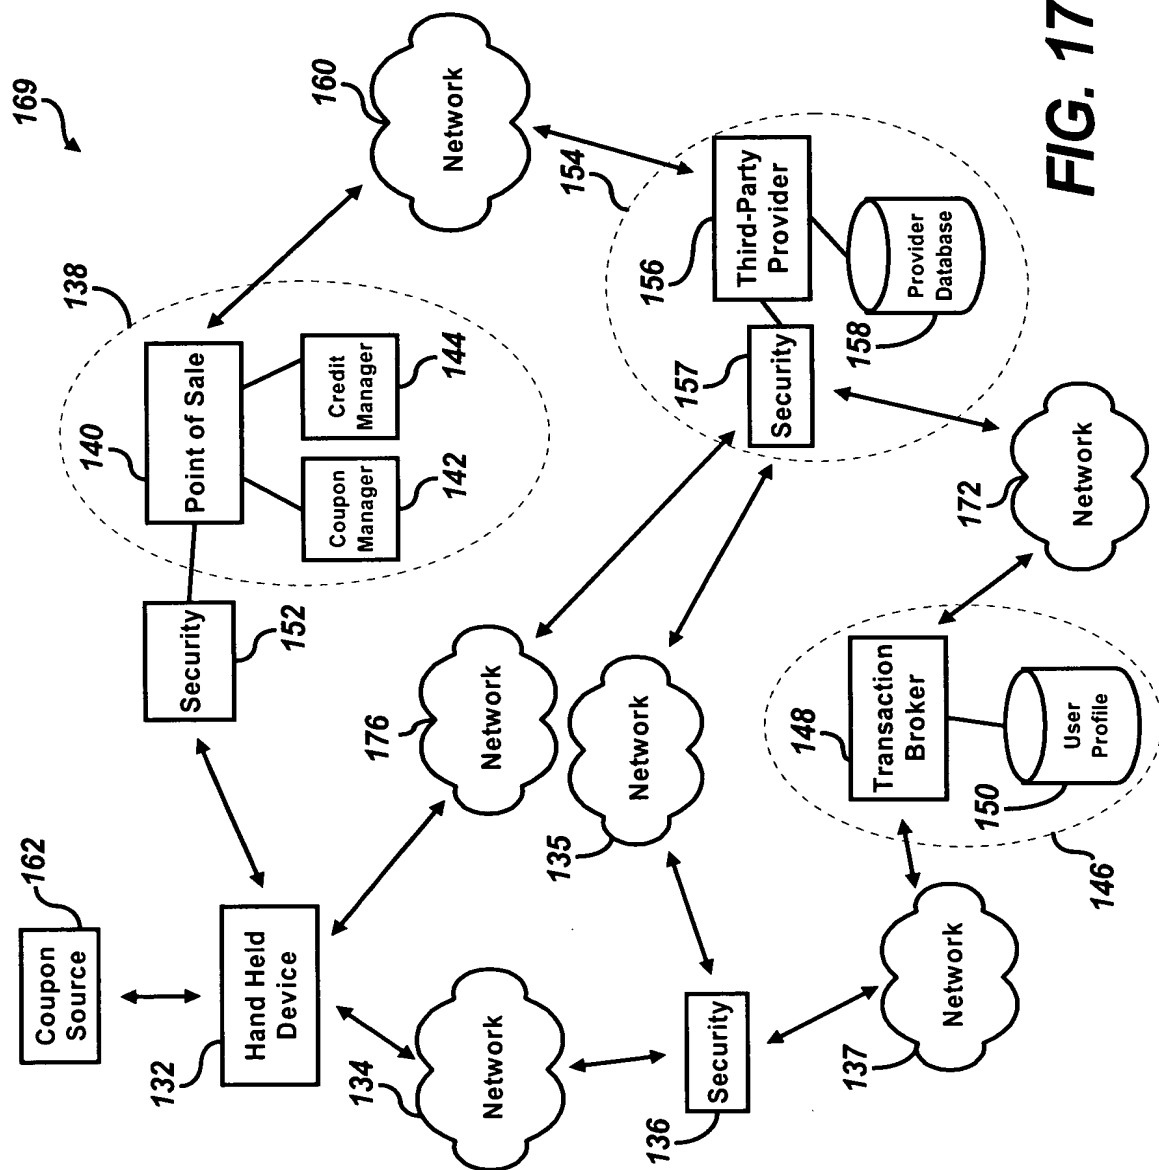 169
162
Coupon
Source
Hand Held
Device
132
Security
152
138
140
Point of Sale
Coupon
Manager
142
Credit
Manager
144
160
Network
134
Network
176
Network
135
Network
154
156
Third-Party
Provider
157
Security
158
Provider
Database
136
Security
137
Network
148
Transaction
Broker
150
User
Profile
146
172
Network
FIG. 17